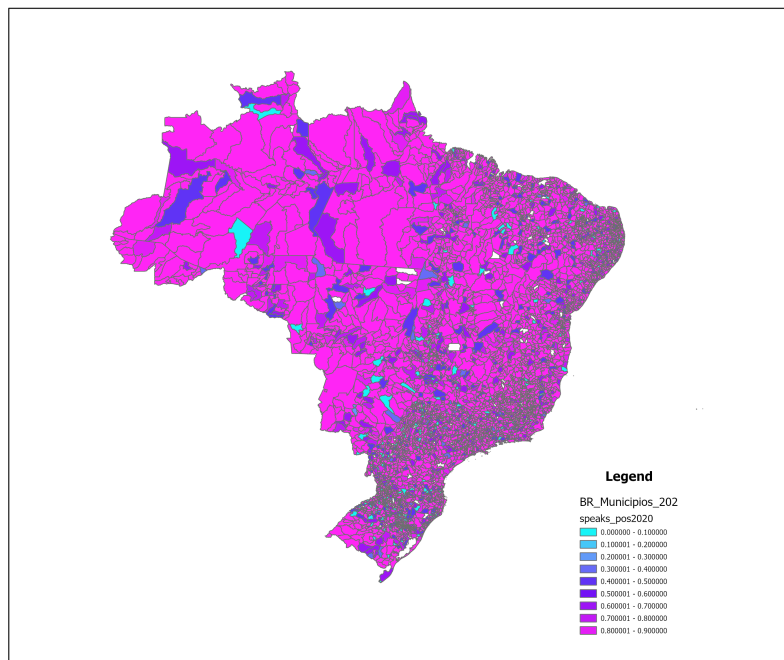 Legend
BR_Municipios_202
speaks_pos2020
0.000000 - 0.100000
0.100001 - 0.200000
0.200001 - 0.300000
0.300001 - 0.400000
0.400001 - 0.500000
0.500001 - 0.600000
0.600001 - 0.700000
0.700001 - 0.800000
0.800001 - 0.900000